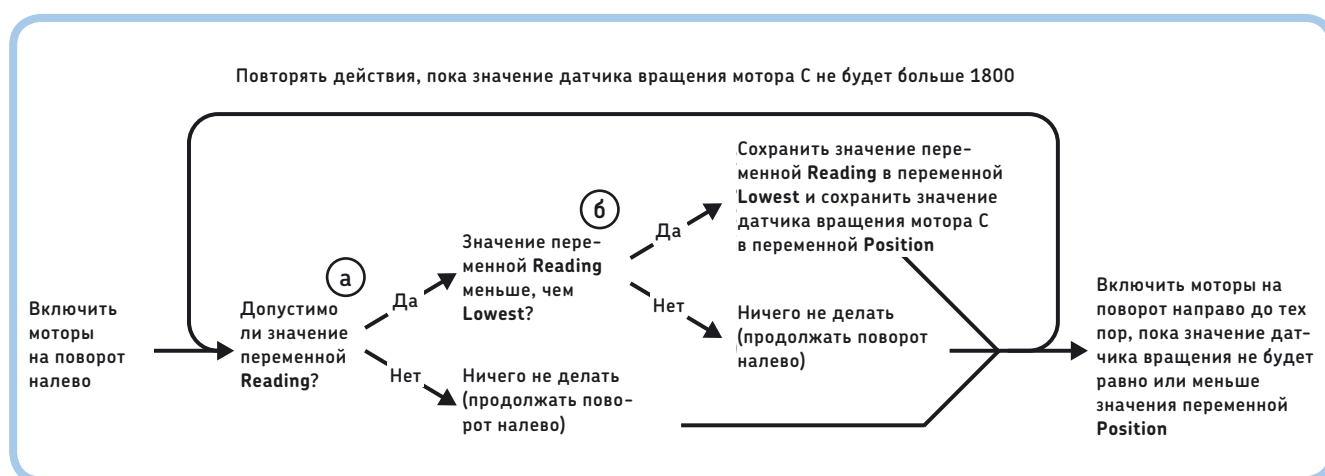 Повторять действия, пока значение датчика вращения мотора C не будет больше 1800
Включить
моторы
на поворот
налево
Допустимо
ли значение
переменной
Reading?
а
Да
Нет
Значение пере-
менной Reading
меньше, чем
Lowest?
Ничего не делать
(продолжать пово-
рот налево)
б
Да
Нет
Сохранить значение пере-
менной Reading в переменной
Lowest и сохранить значение
датчика вращения мотора C
в переменной Position
Ничего не делать
(продолжать поворот
налево)
Включить моторы на
поворот направо до тех
пор, пока значение дат-
чика вращения не будет
равно или меньше
значения переменной
Position